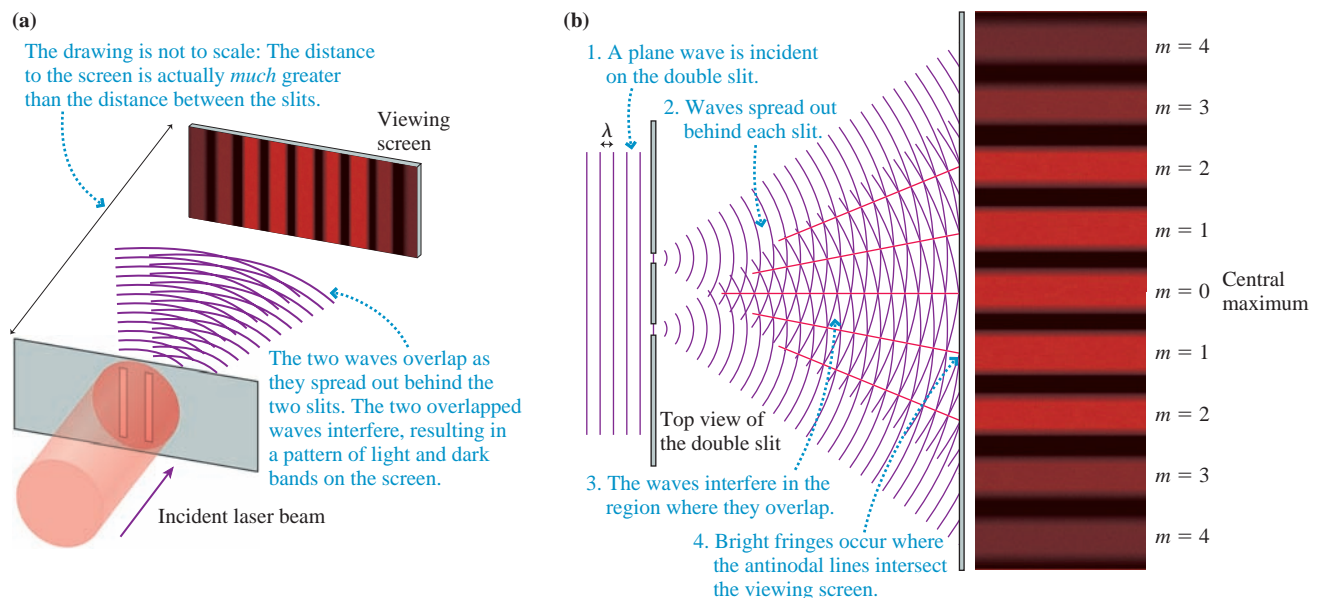 (a)
The drawing is not to scale: The distance
to the screen is actually much greater
than the distance between the slits.
Viewing
screen
The two waves overlap as
they spread out behind the
two slits. The two overlapped
waves interfere, resulting in
a pattern of light and dark
bands on the screen.
Incident laser beam
(b)
1. A plane wave is incident
on the double slit.
2. Waves spread out
behind each slit.
λ
Top view of
the double slit
3. The waves interfere in the
region where they overlap.
4. Bright fringes occur where
the antinodal lines intersect
the viewing screen.
m = 4
m = 3
m = 2
m = 1
m = 0 Central
maximum
m = 1
m = 2
m = 3
m = 4